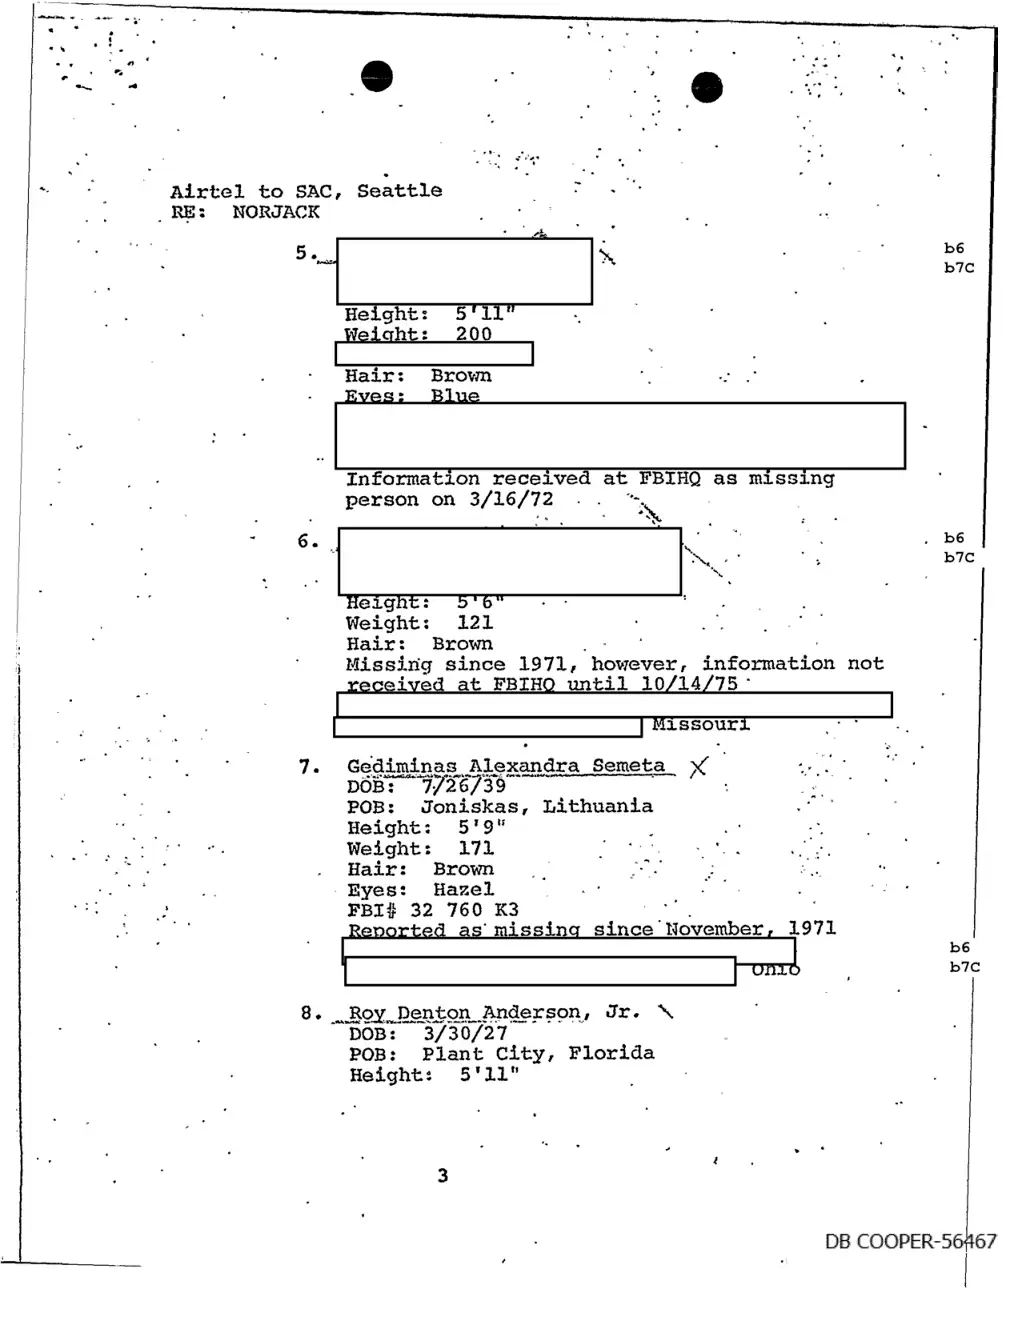 Airtel to SAC, Seattle
RE: NORJACK
5.
b6
b7C
Height: 5'11"
Weight: 200
Hair: Brown
Eyes: Blue
Information received at FBIHQ as missing
person on 3/16/72
6.
b6
b7C
Height: 5'6"
Weight: 121
Hair: Brown
Missing since 1971, however, information not
received at FBIHQ until 10/14/75
Missouri
7. Gediminas Alexandra Semeta X
DOB: 7/26/39
POB: Joniskas, Lithuania
Height: 5'9"
Weight: 171
Hair: Brown
Eyes: Hazel
FBI# 32 760 K3
Reported as missing since November, 1971
b6
b7C
Ohio
8. Roy Denton Anderson, Jr. \
DOB: 3/30/27
POB: Plant City, Florida
Height: 5'11"
3
DB COOPER-56467